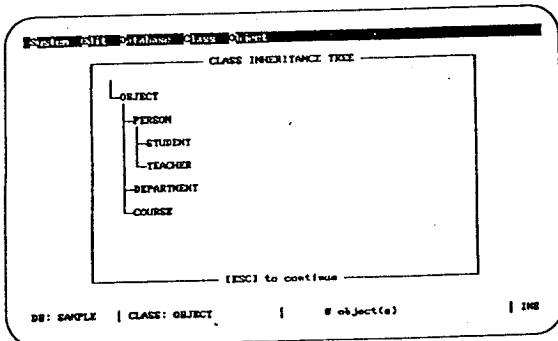 System Edit Database Class Object
CLASS INHERITANCE TREE
OBJECT
PERSON
STUDENT
TEACHER
DEPARTMENT
COURSE
[ESC] to continue
DB: SAMPLE | CLASS: OBJECT | # object(s) | INS